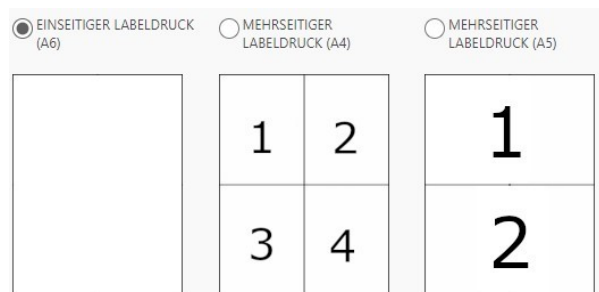 EINSEITIGER LABELDRUCK
(A6)
MEHRSEITIGER
LABELDRUCK (A4)
MEHRSEITIGER
LABELDRUCK (A5)
1 2
3 4
1
2